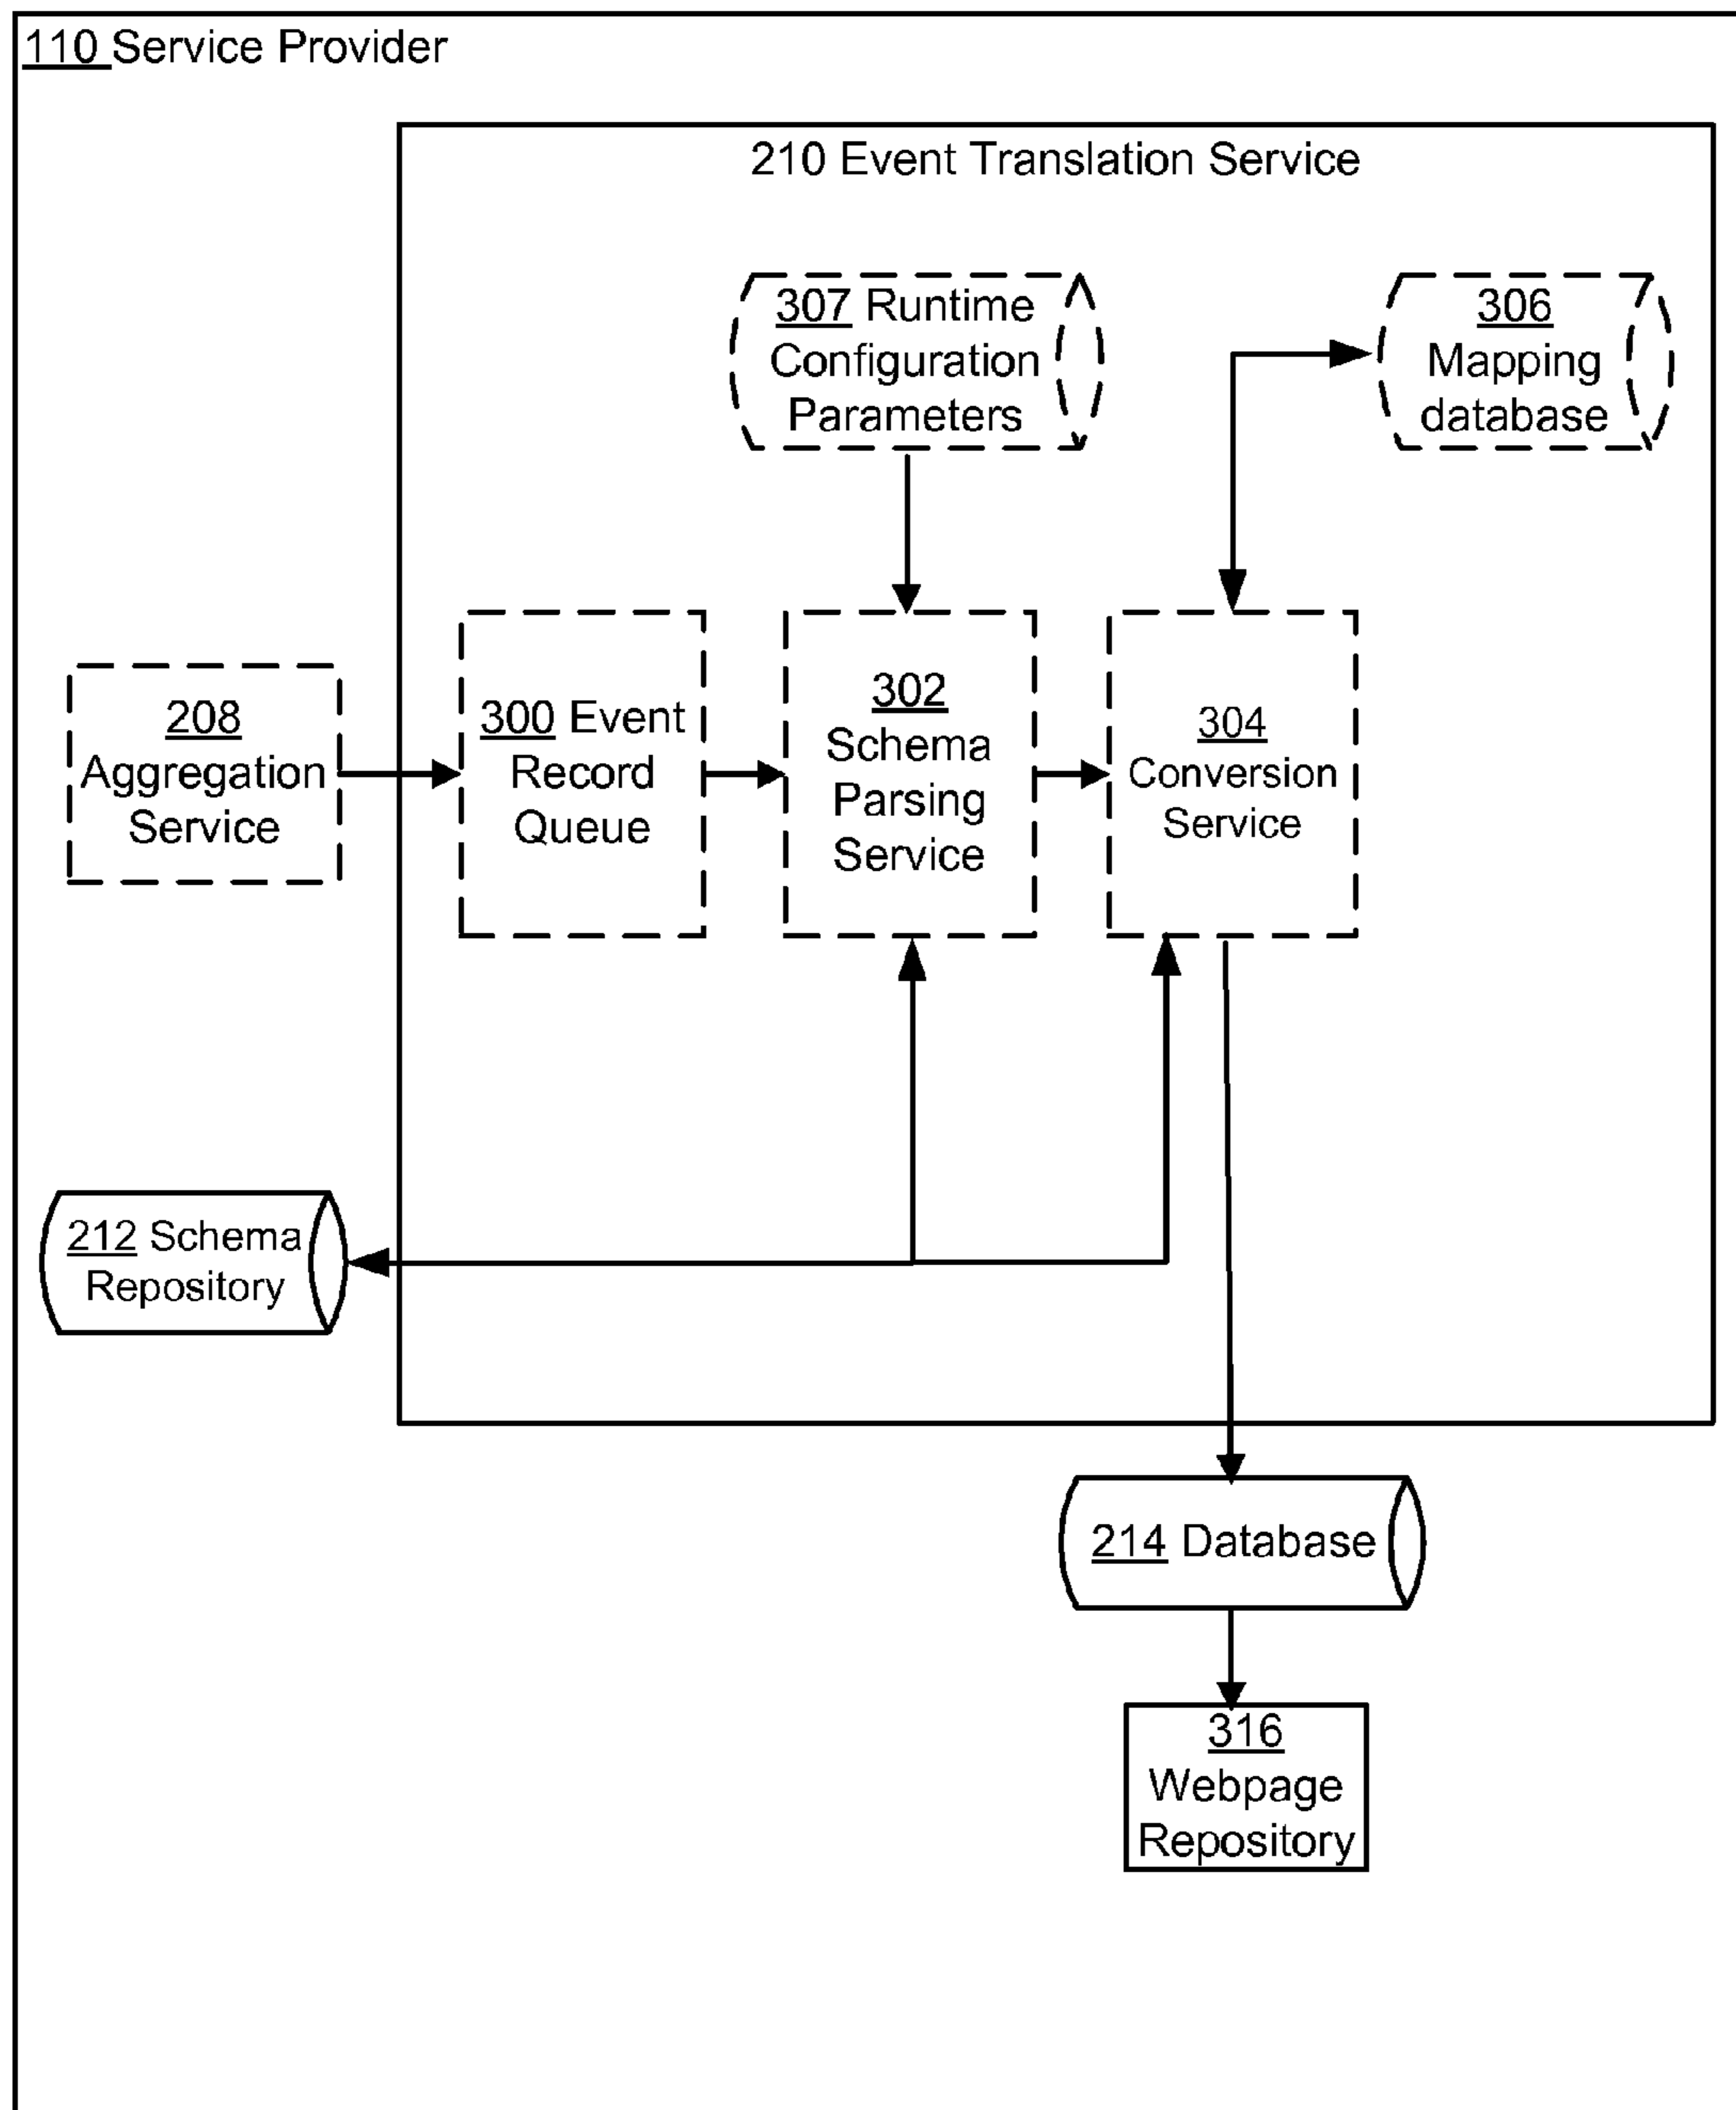 110 Service Provider
210 Event Translation Service
307 Runtime
Configuration
Parameters
306
Mapping
database
208
Aggregation
Service
300 Event
Record
Queue
302
Schema
Parsing
Service
304
Conversion
Service
212 Schema
Repository
214 Database
316
Webpage
Repository